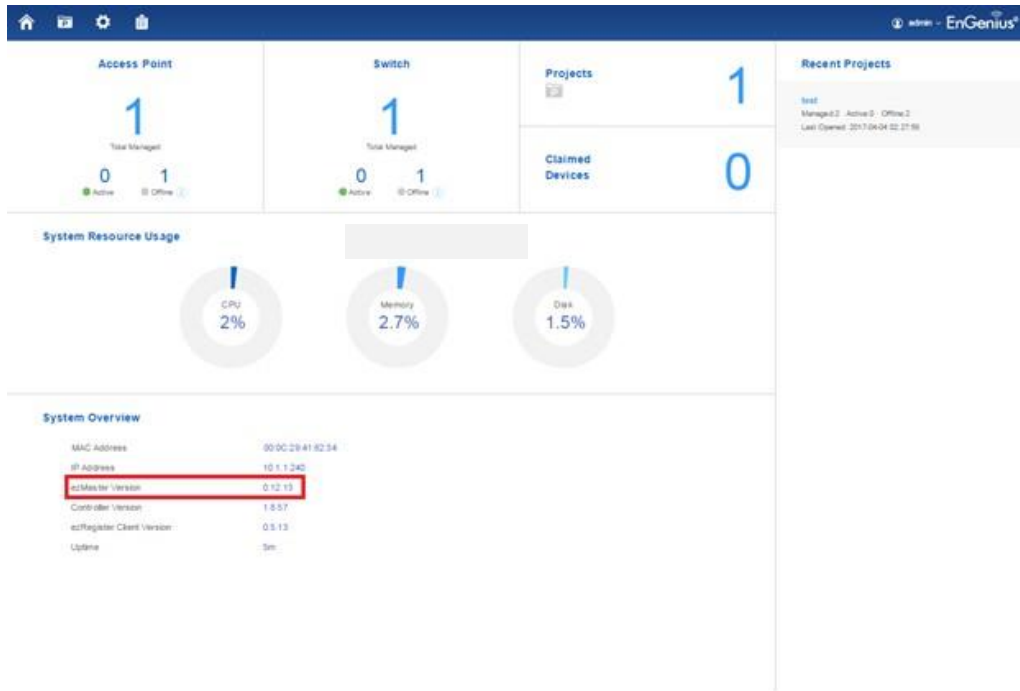 admin
EnGenius®
Access Point
1
Total Managed
0 1
Active Offline
Switch
1
Total Managed
0 1
Active Offline
Projects
1
Claimed
Devices
0
Recent Projects
test
Managed:2 Active:0 Offline:2
Last Opened: 2017-04-04 02:27:59
System Resource Usage
CPU
2%
Memory
2.7%
Disk
1.5%
System Overview
MAC Address 00:0C:29:41:62:34
IP Address 10.1.1.240
ezMaster Version 0.12.13
Controller Version 1.8.57
ezRegister Client Version 0.5.13
Uptime 5m